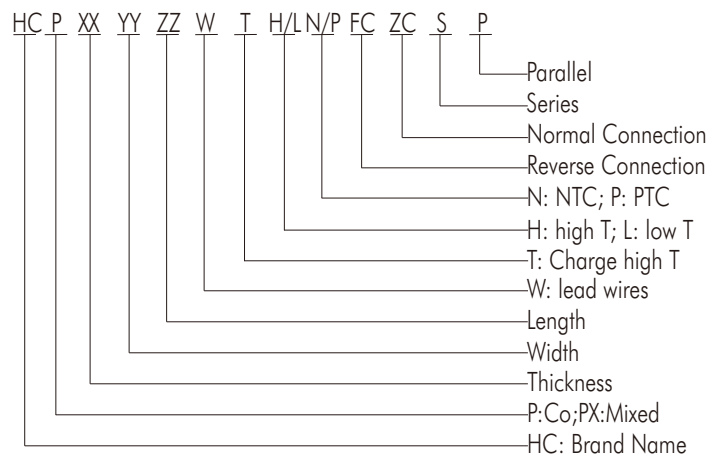 HC P XX YY ZZ W T H/L N/P FC ZC S P
Parallel
Series
Normal Connection
Reverse Connection
N: NTC; P: PTC
H: high T; L: low T
T: Charge high T
W: lead wires
Length
Width
Thickness
P:Co;PX:Mixed
HC: Brand Name